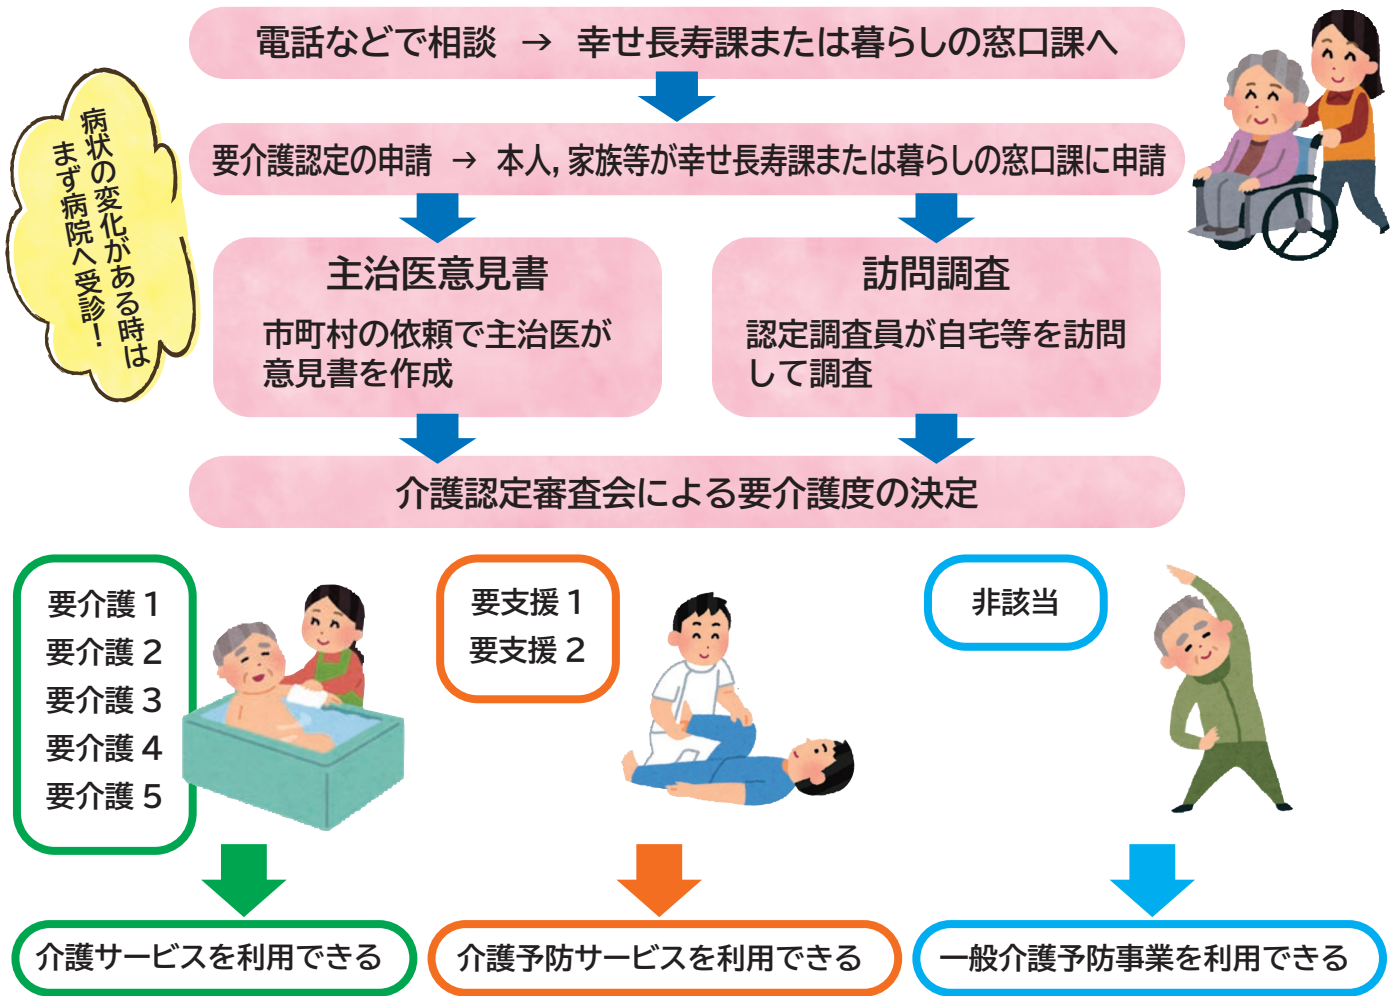 電話などで相談 → 幸せ長寿課または暮らしの窓口課へ
病状の変化がある時は
まず病院へ受診！
要介護認定の申請 → 本人，家族等が幸せ長寿課または暮らしの窓口課に申請
主治医意見書
市町村の依頼で主治医が
意見書を作成
訪問調査
認定調査員が自宅等を訪問
して調査
介護認定審査会による要介護度の決定
要介護 1
要介護 2
要介護 3
要介護 4
要介護 5
介護サービスを利用できる
要支援 1
要支援 2
介護予防サービスを利用できる
非該当
一般介護予防事業を利用できる